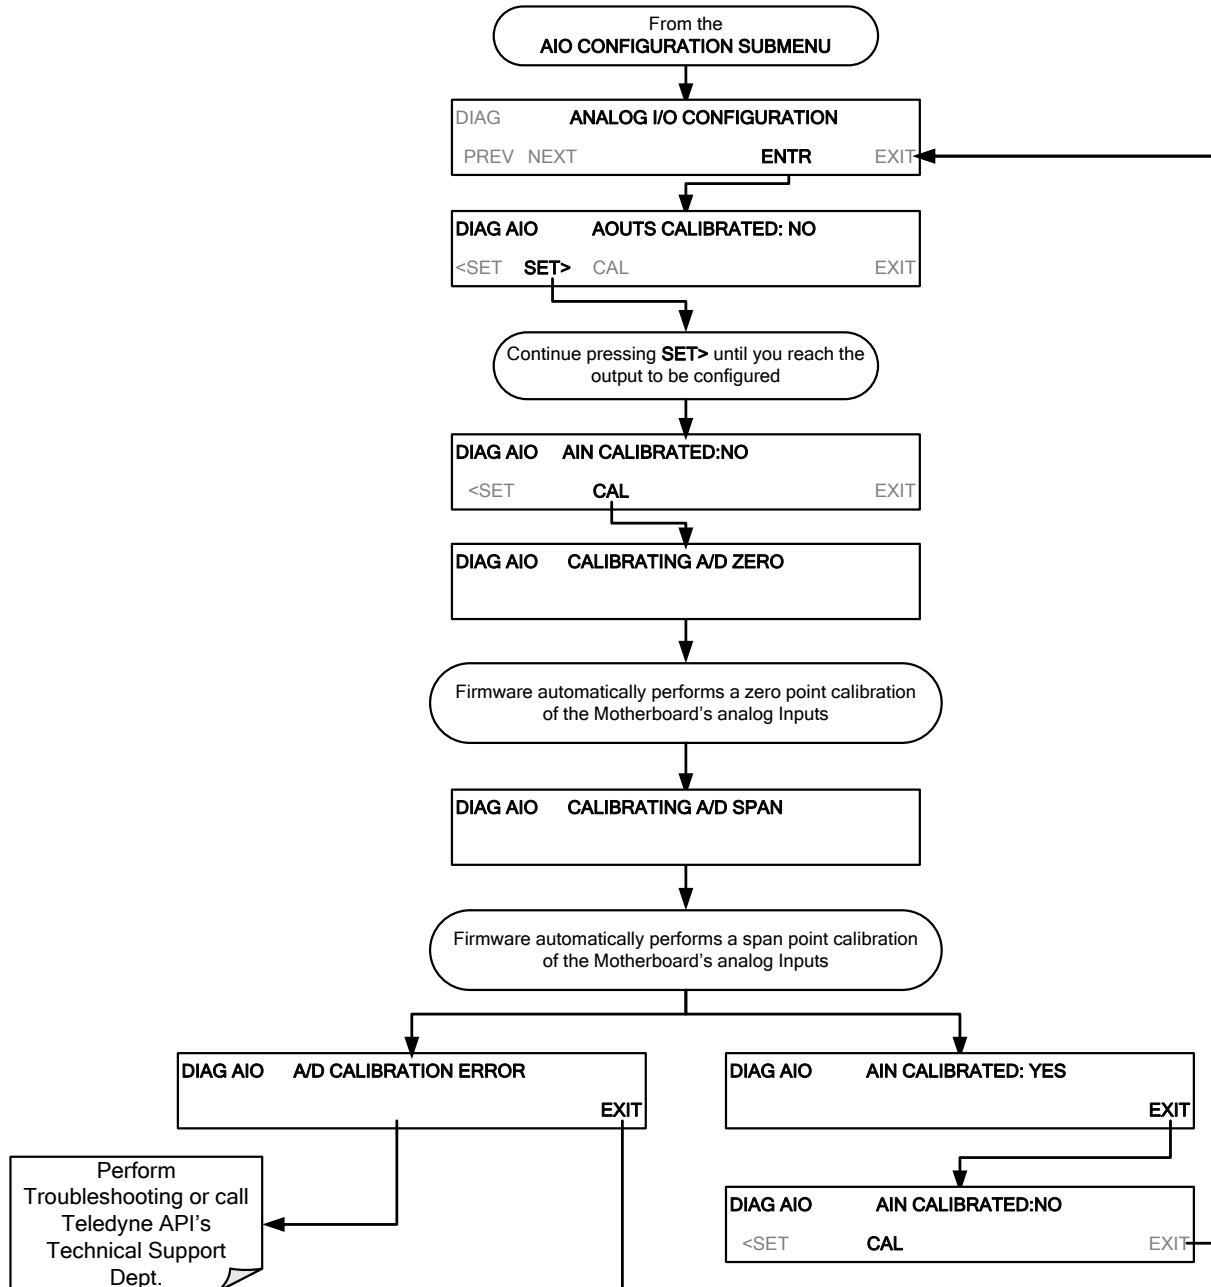 From the
AIO CONFIGURATION SUBMENU
DIAG ANALOG I/O CONFIGURATION
PREV NEXT ENTR EXIT
DIAG AIO AOUTS CALIBRATED: NO
<SET SET> CAL EXIT
Continue pressing SET> until you reach the
output to be configured
DIAG AIO AIN CALIBRATED:NO
<SET CAL EXIT
DIAG AIO CALIBRATING A/D ZERO
Firmware automatically performs a zero point calibration
of the Motherboard's analog Inputs
DIAG AIO CALIBRATING A/D SPAN
Firmware automatically performs a span point calibration
of the Motherboard's analog Inputs
DIAG AIO A/D CALIBRATION ERROR
EXIT
DIAG AIO AIN CALIBRATED: YES
EXIT
Perform
Troubleshooting or call
Teledyne API's
Technical Support
Dept.
DIAG AIO AIN CALIBRATED:NO
<SET CAL EXIT